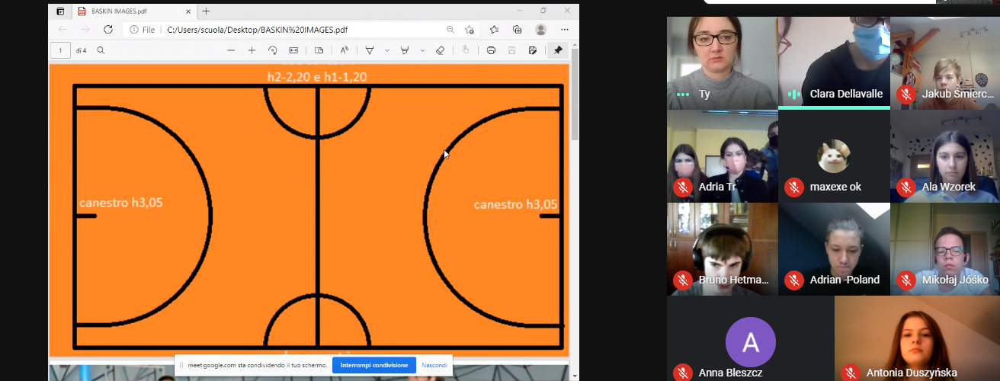 BASKIN IMAGES.pdf
File
C:/Users/scuola/Desktop/BASKIN%20IMAGES.pdf
1
di 4
h2-2,20 e h1-1,20
canestro h3,05
canestro h3,05
meet.google.com sta condividendo il tuo schermo.
Interrompi condivisione
Nascondi
Ty
Clara Dellavalle
Jakub Śmierc...
Adria Tr
maxexe ok
Ala Wzorek
Bruno Hetma...
Adrian -Poland
Mikołaj Jóśko
A
Anna Bleszcz
Antonia Duszyńska